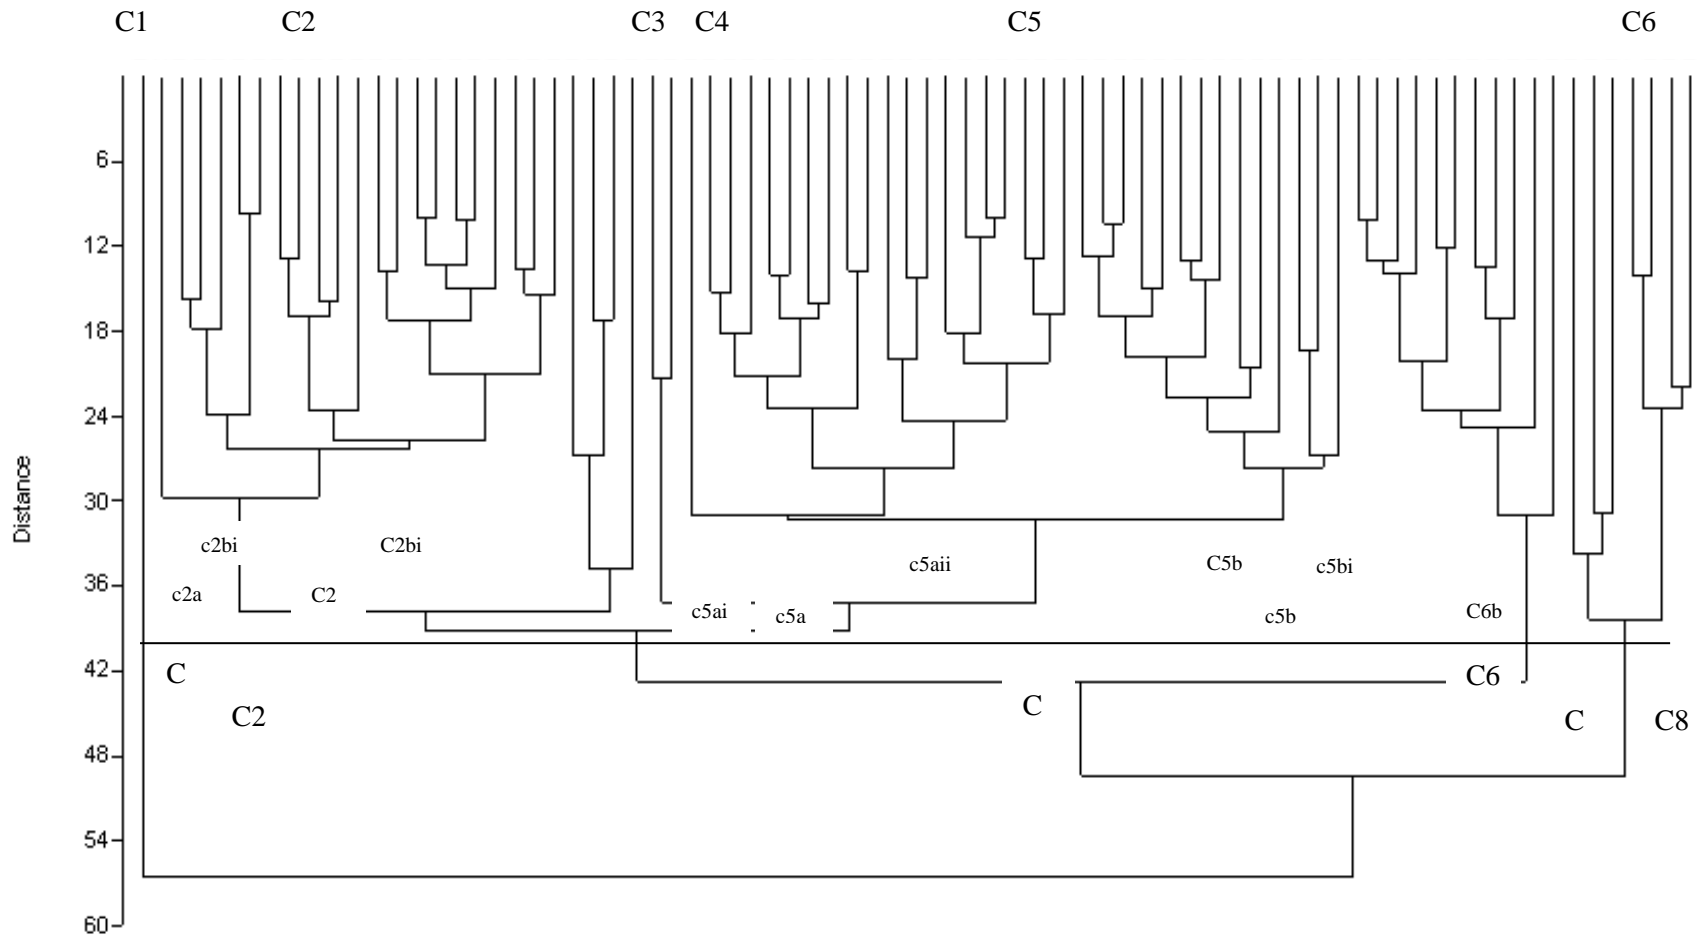 C1 C2 C3 C4 C5 C6
6
12
18
24
30
Distance
c2bi C2bi c5aii C5b c5bi
36
c2a C2 c5ai c5a c5b C6b
42
C C6
C2 C C C8
48
54
60